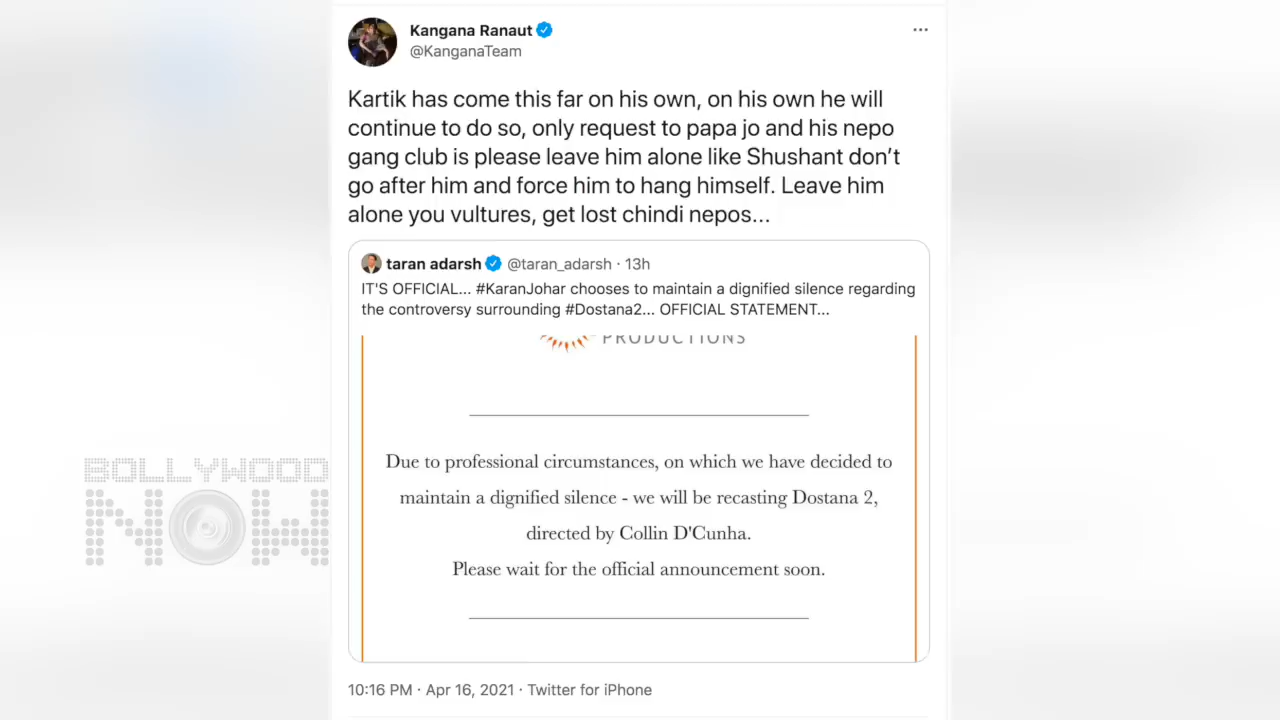 Kangana Ranaut
@KanganaTeam
Kartik has come this far on his own, on his own he will
continue to do so, only request to papa jo and his nepo
gang club is please leave him alone like Shushant don’t
go after him and force him to hang himself. Leave him
alone you vultures, get lost chindi nepos...
taran adarsh @taran_adarsh · 13h
IT'S OFFICIAL... #KaranJohar chooses to maintain a dignified silence regarding
the controversy surrounding #Dostana2... OFFICIAL STATEMENT...
PRODUCTIONS
Due to professional circumstances, on which we have decided to
maintain a dignified silence - we will be recasting Dostana 2,
directed by Collin D'Cunha.
Please wait for the official announcement soon.
BOLLYWOOD
NOW
10:16 PM · Apr 16, 2021 · Twitter for iPhone